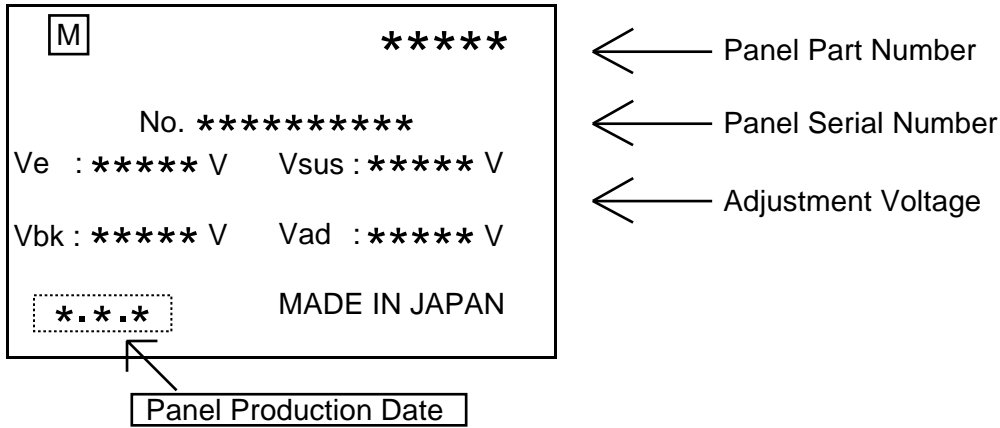 M ***** Panel Part Number
No. ********** Panel Serial Number
Ve : ***** V Vsus : ***** V
Adjustment Voltage
Vbk : ***** V Vad : ***** V
*.*.* MADE IN JAPAN
Panel Production Date